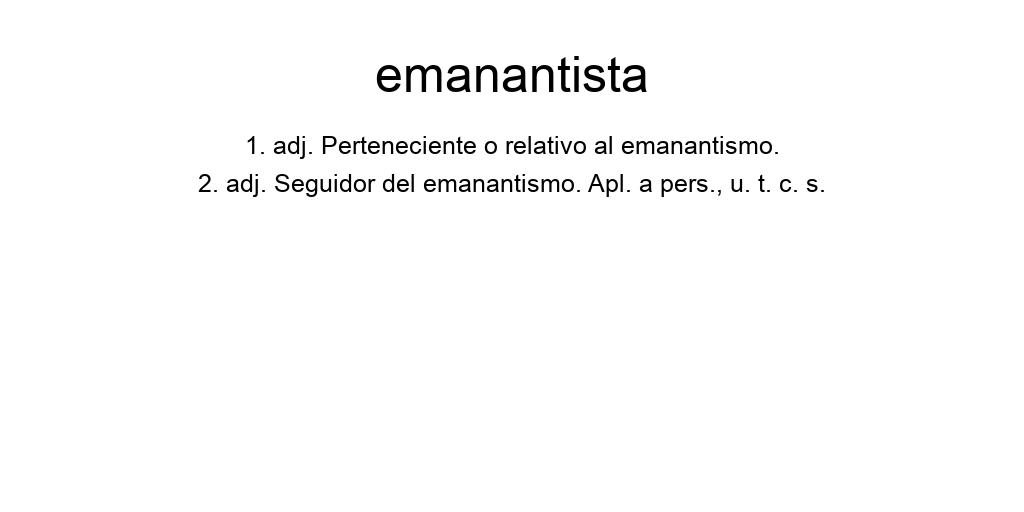 emanantista
1. adj. Perteneciente o relativo al emanantismo.
2. adj. Seguidor del emanantismo. Apl. a pers., u. t. c. s.